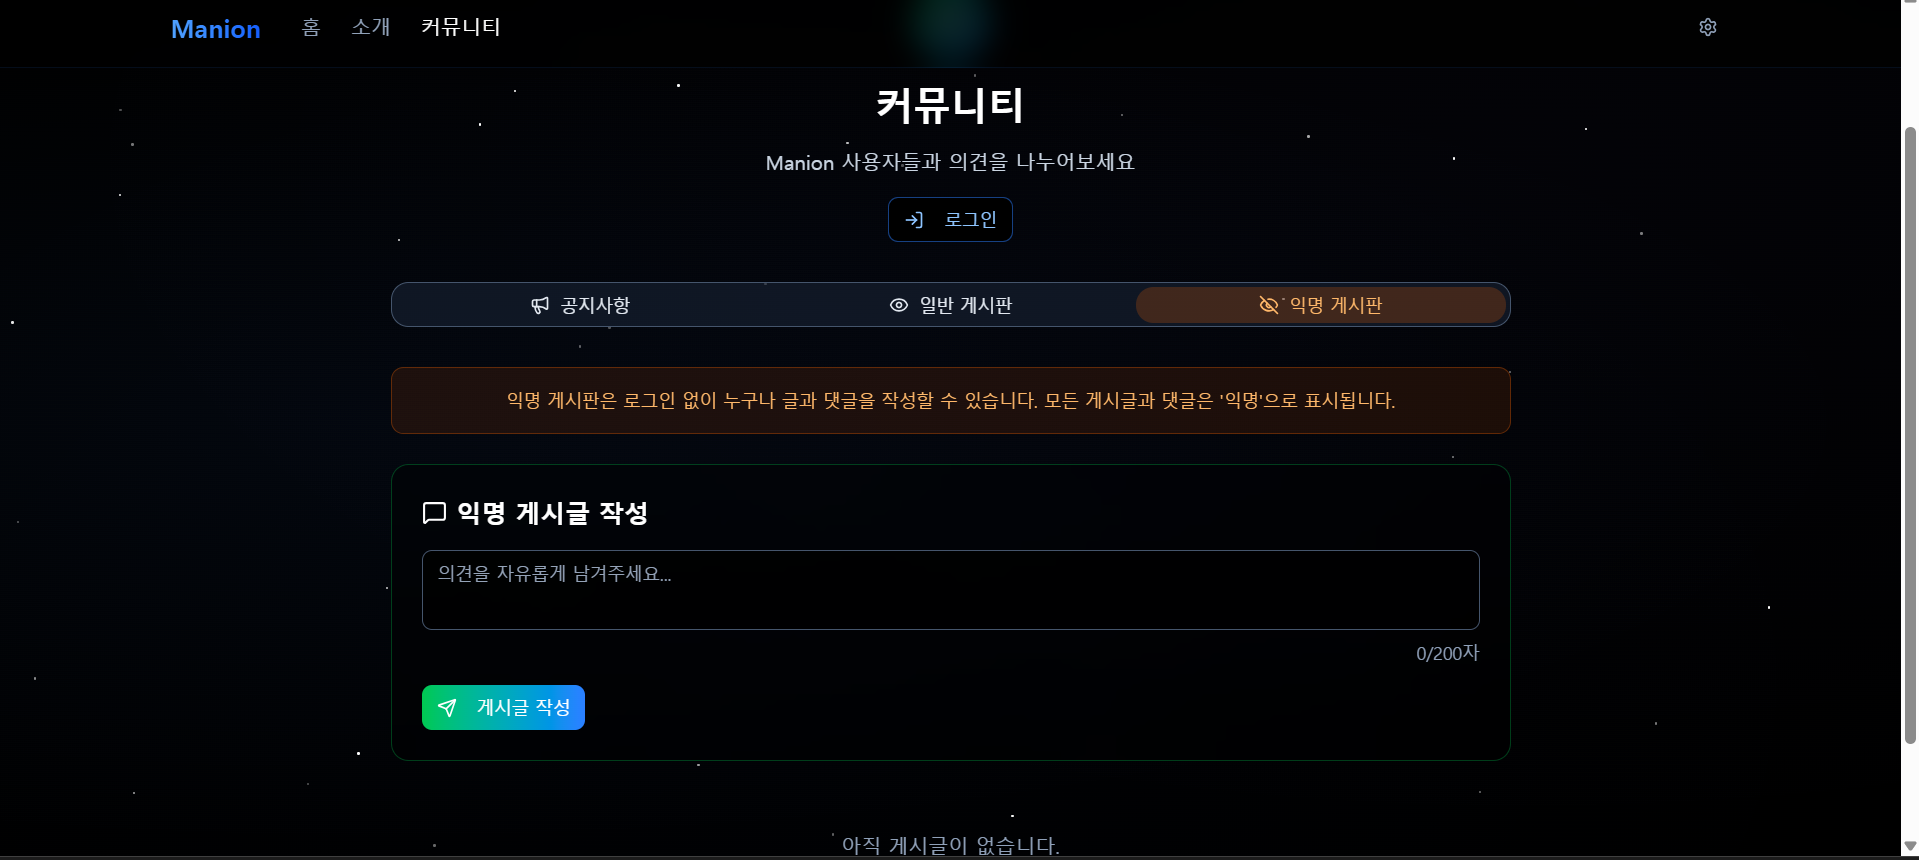 Manion 홈 소개 커뮤니티
커뮤니티
Manion 사용자들과 의견을 나누어보세요
로그인
공지사항 일반 게시판 익명 게시판
익명 게시판은 로그인 없이 누구나 글과 댓글을 작성할 수 있습니다. 모든 게시글과 댓글은 '익명'으로 표시됩니다.
익명 게시글 작성
의견을 자유롭게 남겨주세요...
0/200자
게시글 작성
아직 게시글이 없습니다.